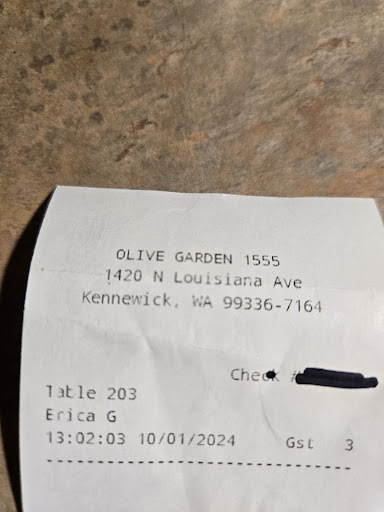 OLIVE GARDEN 1555
1420 N Louisiana Ave
Kennewick, WA 99336-7164
Check #
Table 203
Erica G
13:02:03 10/01/2024 Gst 3
--------------------------------